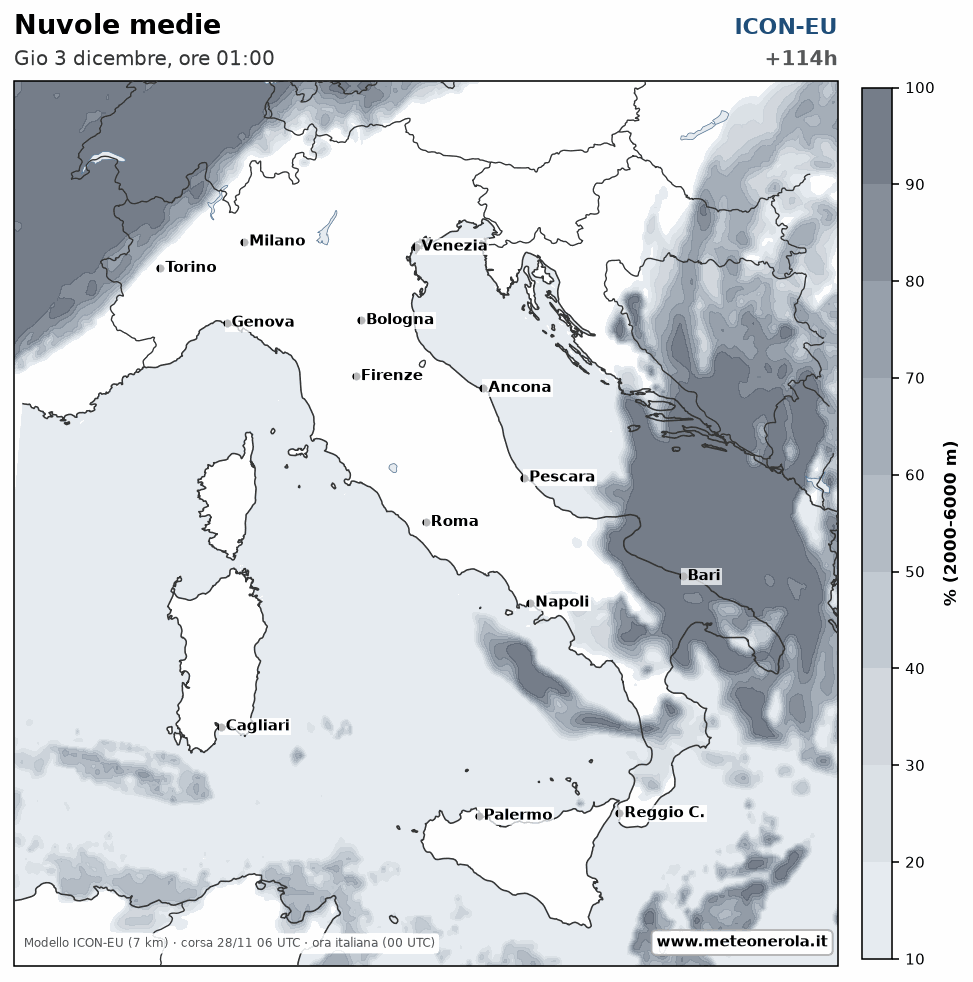 Nuvole medie
ICON-EU
Gio 3 dicembre, ore 01:00
+114h
100
90
80
70
60
50
40
30
20
10
% (2000-6000 m)
Milano
Venezia
Torino
Genova
Bologna
Firenze
Ancona
Pescara
Roma
Bari
Napoli
Cagliari
Palermo
Reggio C.
Modello ICON-EU (7 km) · corsa 28/11 06 UTC · ora italiana (00 UTC)
www.meteonerola.it